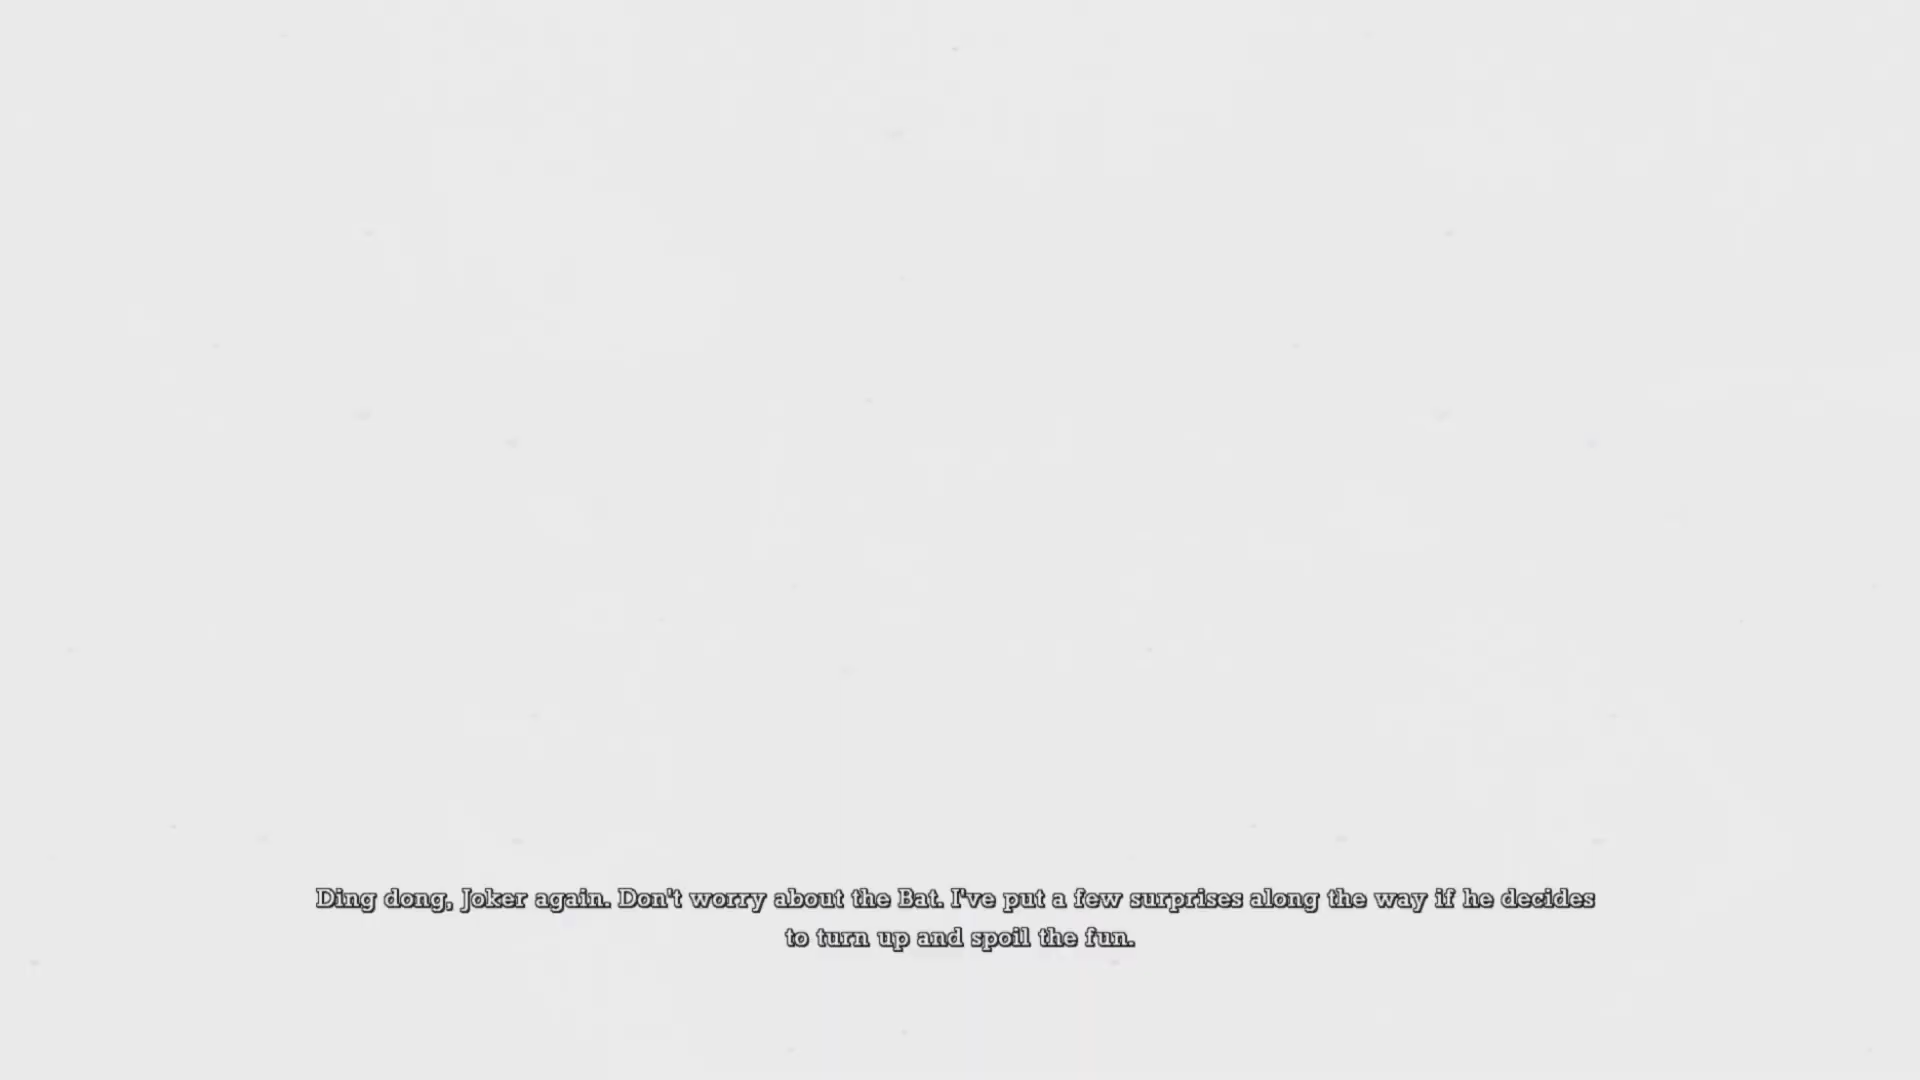 Ding dong, Joker again. Don't worry about the Bat. I've put a few surprises along the way if he decides
to turn up and spoil the fun.